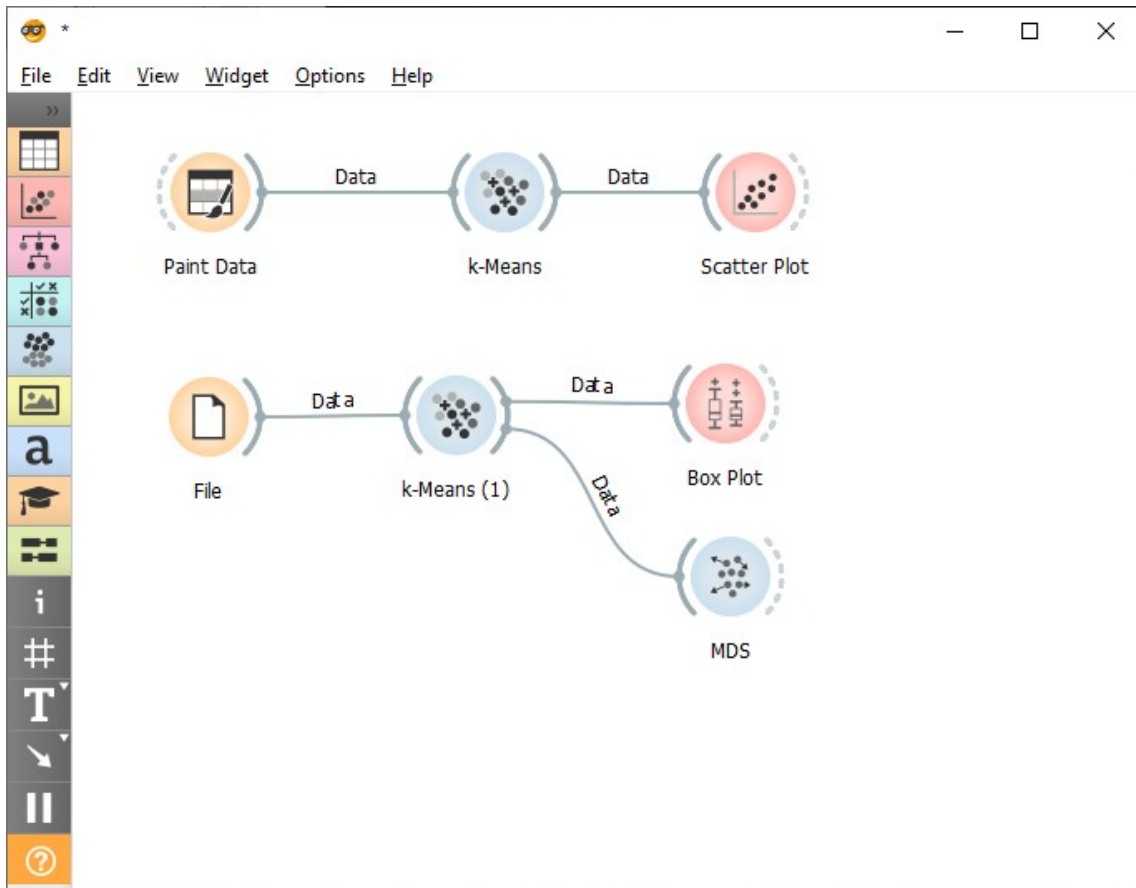 *
File Edit View Widget Options Help
»
Data Data
Paint Data k-Means Scatter Plot
Data Data
File k-Means (1) Box Plot
Data
MDS
a
i
T
?